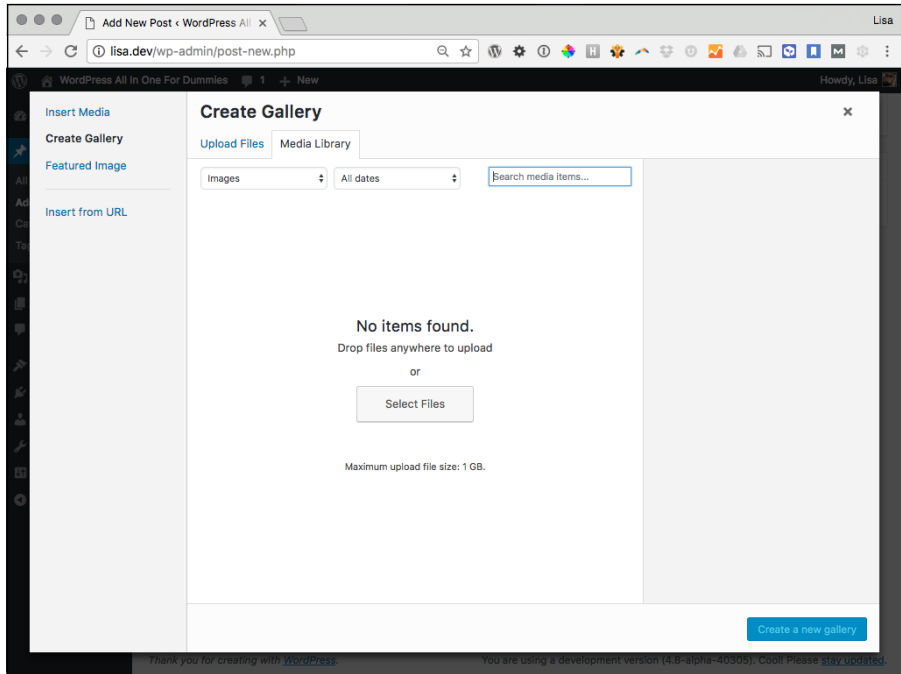 Add New Post ‹ WordPress All
Lisa
lisa.dev/wp-admin/post-new.php
WordPress All In One For Dummies 1 + New Howdy, Lisa
Insert Media
Create Gallery
Featured Image
Insert from URL
Create Gallery
Upload Files Media Library
Images All dates Search media items...
No items found.
Drop files anywhere to upload
or
Select Files
Maximum upload file size: 1 GB.
Create a new gallery
All
Ad
Ca
Tag
Thank you for creating with WordPress. You are using a development version (4.8-alpha-40305). Cool! Please stay updated.